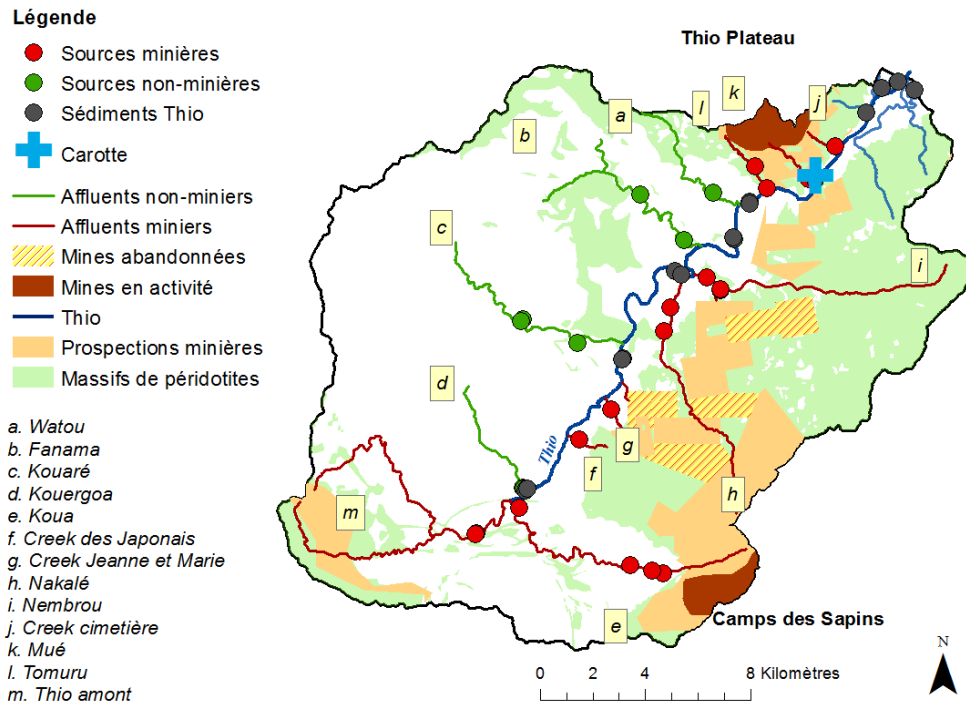 Légende
Sources minières
Sources non-minières
Sédiments Thio
Carotte
Affluents non-miniers
Affluents miniers
Mines abandonnées
Mines en activité
Thio
Prospections minières
Massifs de péridotites
a. Watou
b. Fanama
c. Kouaré
d. Kouergoa
e. Koua
f. Creek des Japonais
g. Creek Jeanne et Marie
h. Nakalé
i. Nembrou
j. Creek cimetière
k. Mué
l. Tomuru
m. Thio amont
Thio Plateau
k
j
l
a
b
c
i
d
Thio
g
f
h
m
e
Camps des Sapins
N
0 2 4 8 Kilomètres